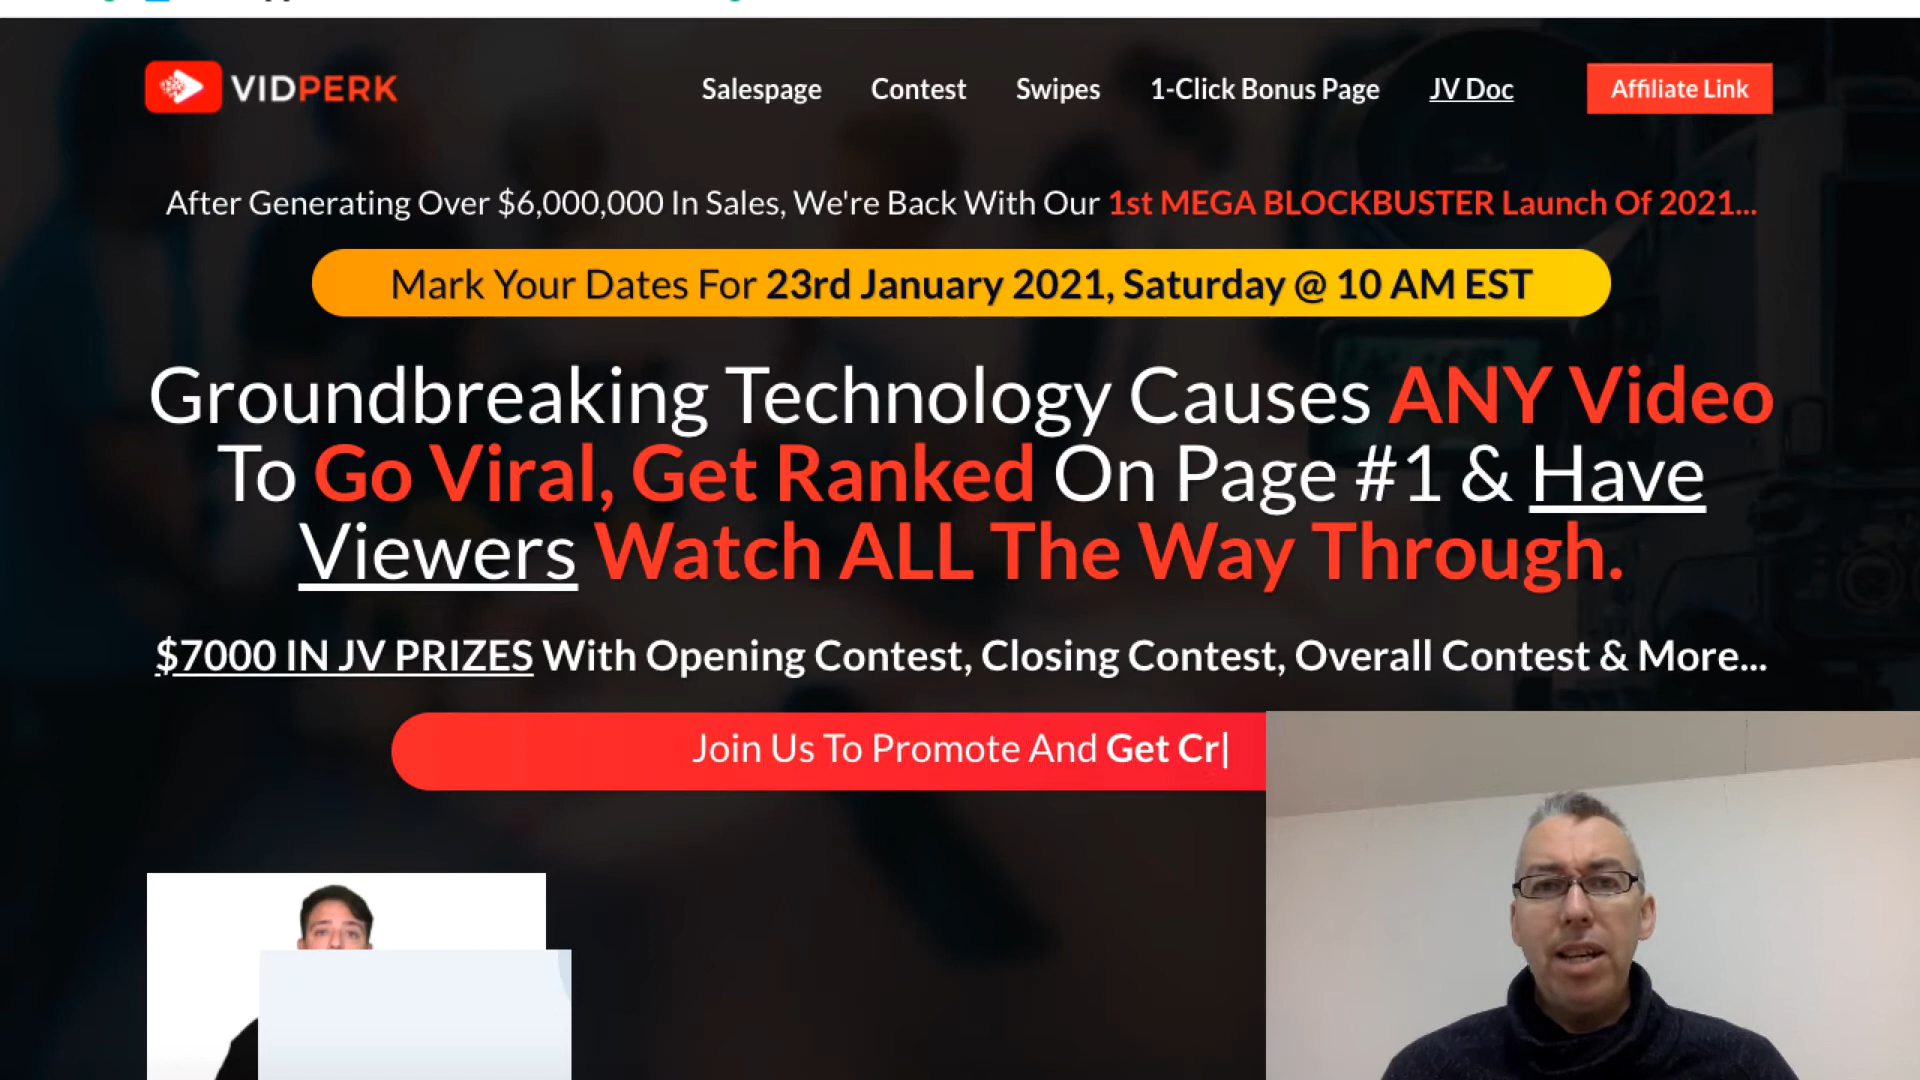 VIDPERK
Salespage
Contest
Swipes
1-Click Bonus Page
JV Doc
Affiliate Link
After Generating Over $6,000,000 In Sales, We're Back With Our 1st MEGA BLOCKBUSTER Launch Of 2021...
Mark Your Dates For 23rd January 2021, Saturday @ 10 AM EST
Groundbreaking Technology Causes ANY Video
To Go Viral, Get Ranked On Page #1 & Have
Viewers Watch ALL The Way Through.
$7000 IN JV PRIZES With Opening Contest, Closing Contest, Overall Contest & More...
Join Us To Promote And Get Cr|